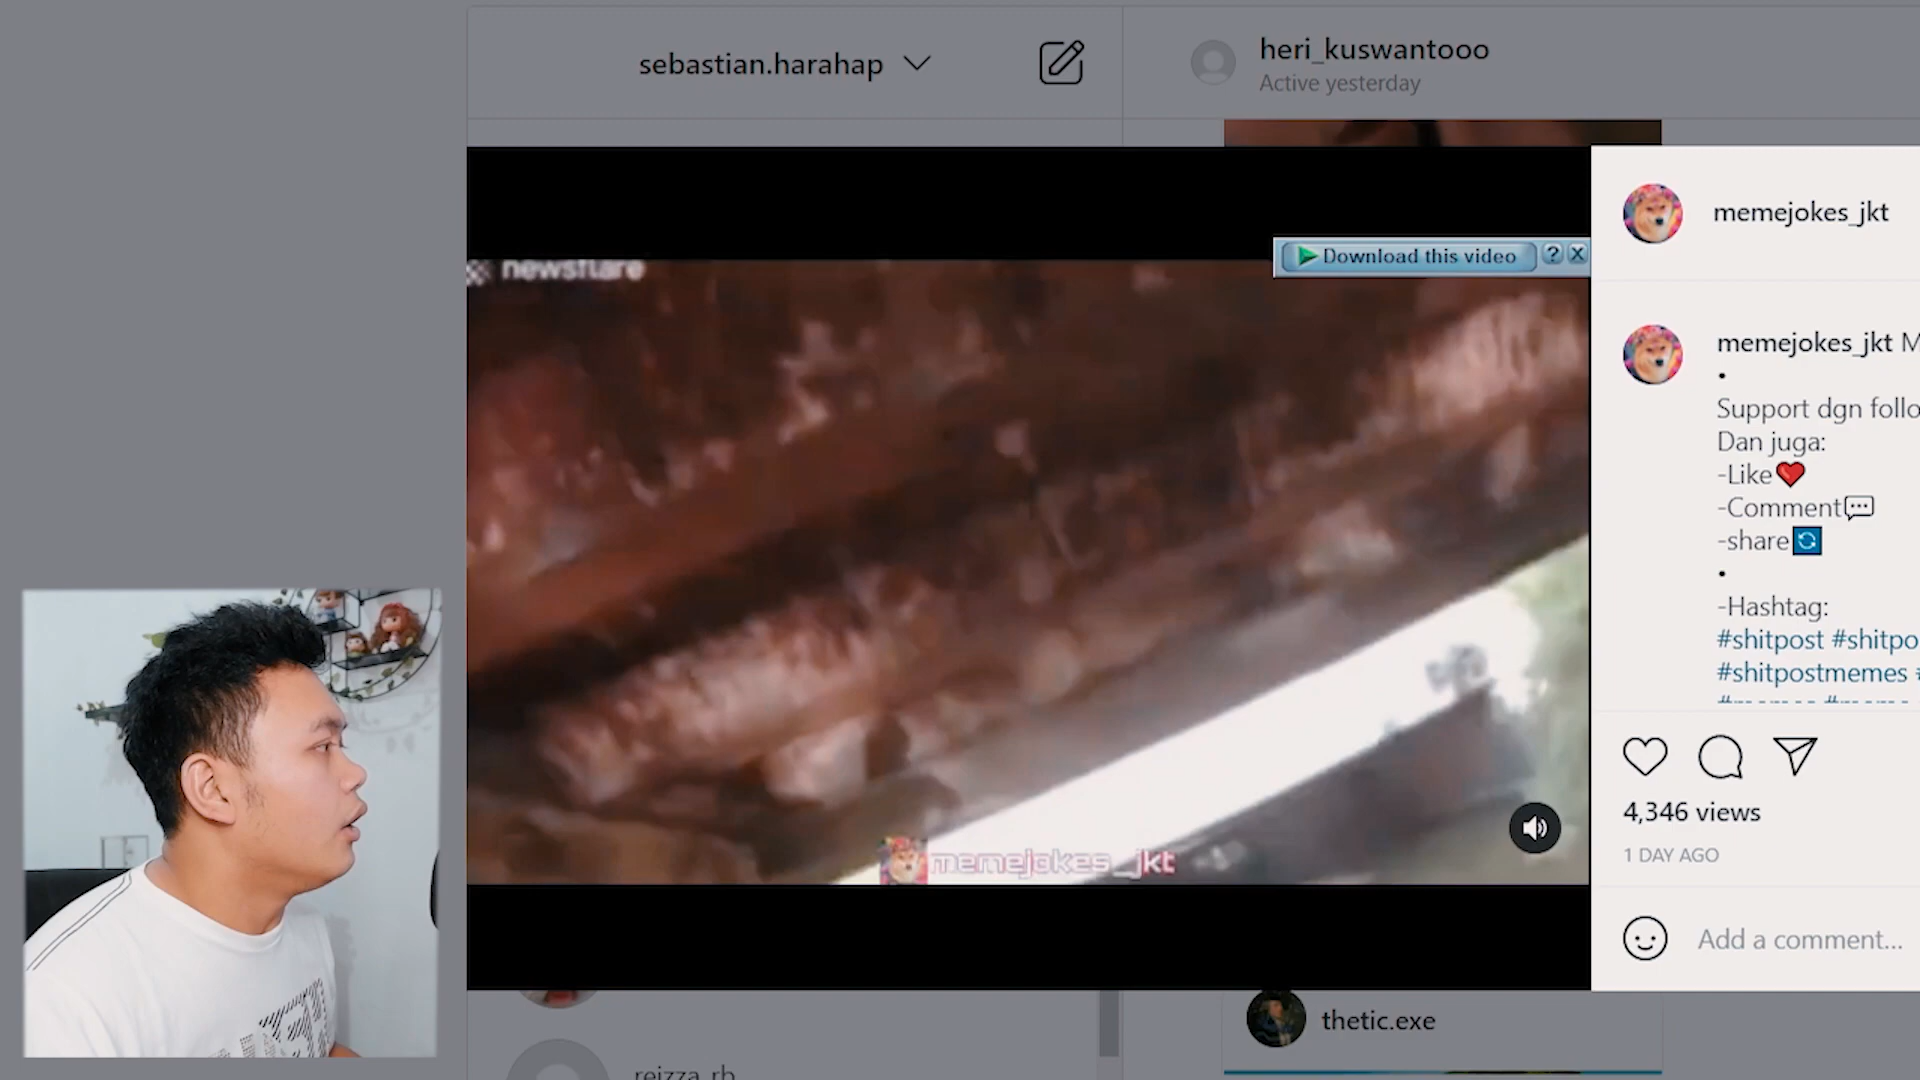 sebastian.harahap
heri_kuswantooo
Active yesterday
newsflare
Download this video
memejokes_jkt
memejokes_jkt M
•
Support dgn follo
Dan juga:
-Like❤️
-Comment💬
-share🔄
•
-Hashtag:
#shitpost #shitpo
#shitpostmemes #
memejokes_jkt
4,346 views
1 DAY AGO
Add a comment...
thetic.exe
reizza_rb